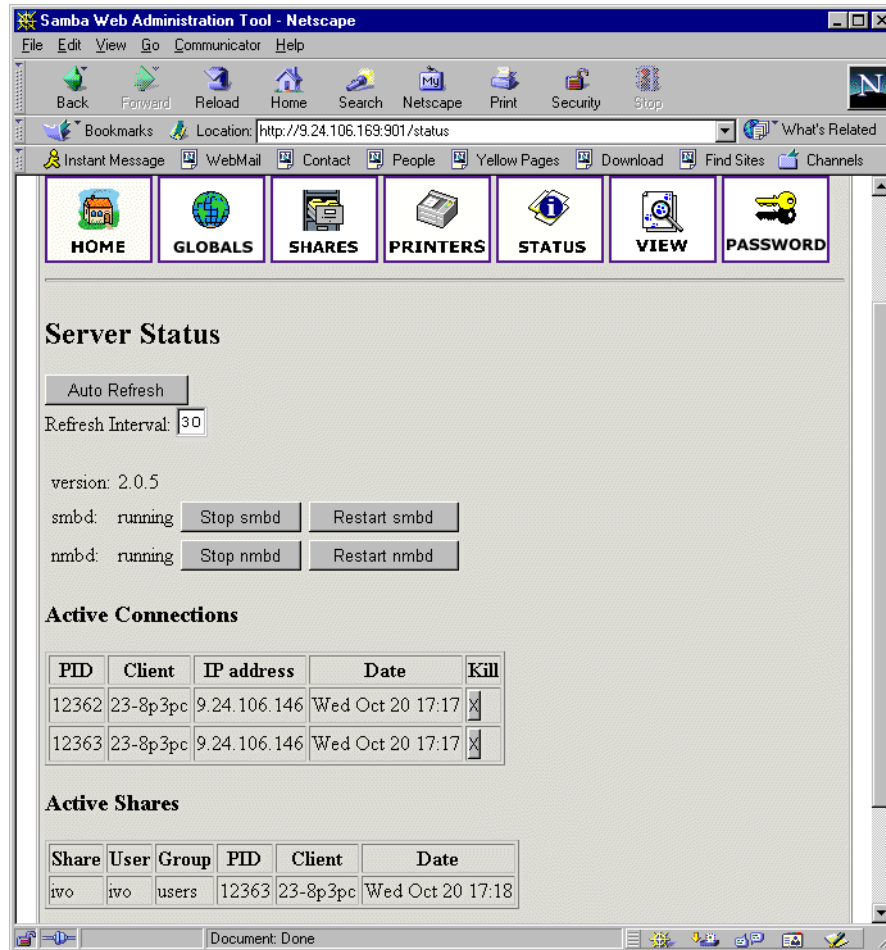 Samba Web Administration Tool - Netscape
File Edit View Go Communicator Help
My
Back Forward Reload Home Search Netscape Print Security Stop
N
Bookmarks Location: http://9.24.106.169:901/status What's Related
Instant Message WebMail Contact People Yellow Pages Download Find Sites Channels
HOME GLOBALS SHARES PRINTERS STATUS VIEW PASSWORD
Server Status
Auto Refresh
Refresh Interval: 30
version: 2.0.5
smbd: running Stop smbd Restart smbd
nmbd: running Stop nmbd Restart nmbd
Active Connections
PID Client IP address Date Kill
12362 23-8p3pc 9.24.106.146 Wed Oct 20 17:17 X
12363 23-8p3pc 9.24.106.146 Wed Oct 20 17:17 X
Active Shares
Share User Group PID Client Date
ivo ivo users 12363 23-8p3pc Wed Oct 20 17:18
Document: Done